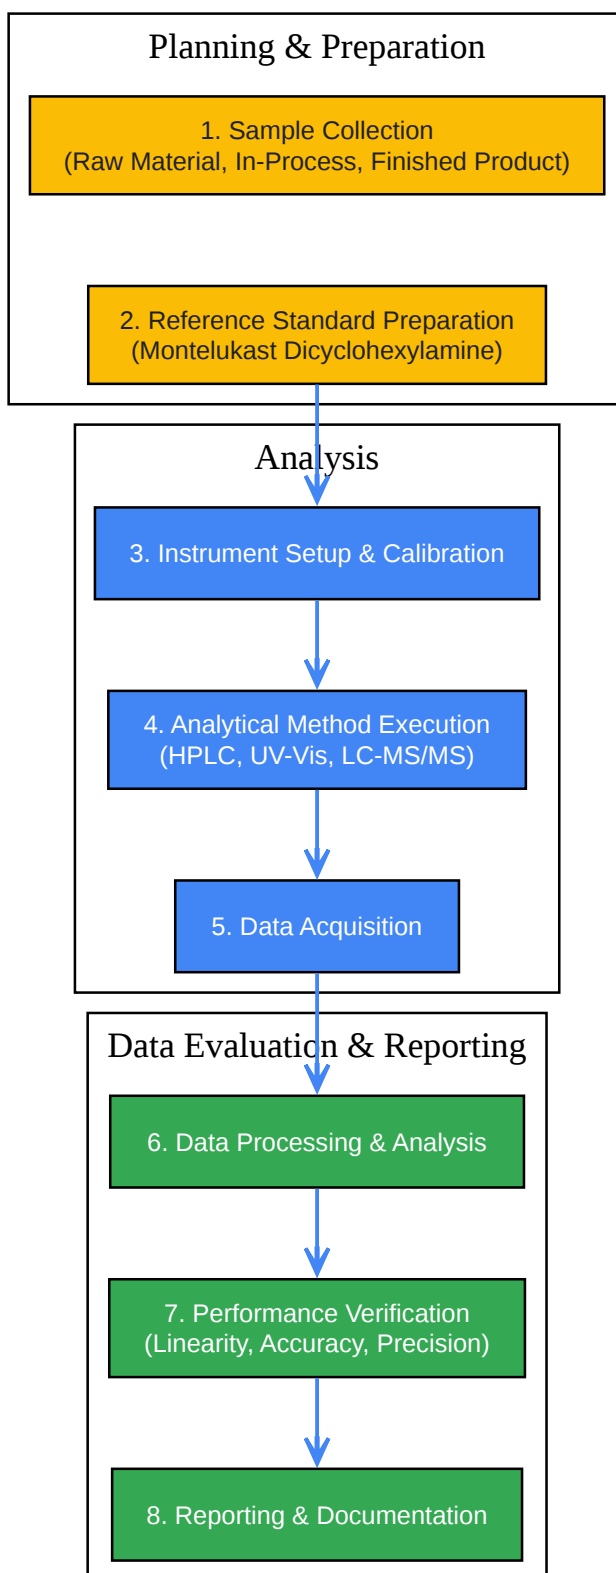 Planning & Preparation
1. Sample Collection
(Raw Material, In-Process, Finished Product)
2. Reference Standard Preparation
(Montelukast Dicyclohexylamine)
Analysis
3. Instrument Setup & Calibration
4. Analytical Method Execution
(HPLC, UV-Vis, LC-MS/MS)
5. Data Acquisition
Data Evaluation & Reporting
6. Data Processing & Analysis
7. Performance Verification
(Linearity, Accuracy, Precision)
8. Reporting & Documentation